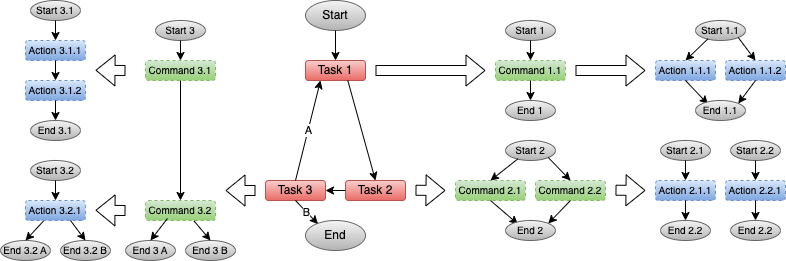 Start 3.1
Action 3.1.1
Action 3.1.2
End 3.1
Start 3.2
Action 3.2.1
End 3.2 A
End 3.2 B
Start 3
Command 3.1
Command 3.2
End 3 A
End 3 B
Start
Task 1
A
Task 3
Task 2
B
End
Start 1
Command 1.1
End 1
Start 2
Command 2.1
Command 2.2
End 2
Start 1.1
Action 1.1.1
Action 1.1.2
End 1.1
Start 2.1
Start 2.2
Action 2.1.1
Action 2.2.1
End 2.2
End 2.2